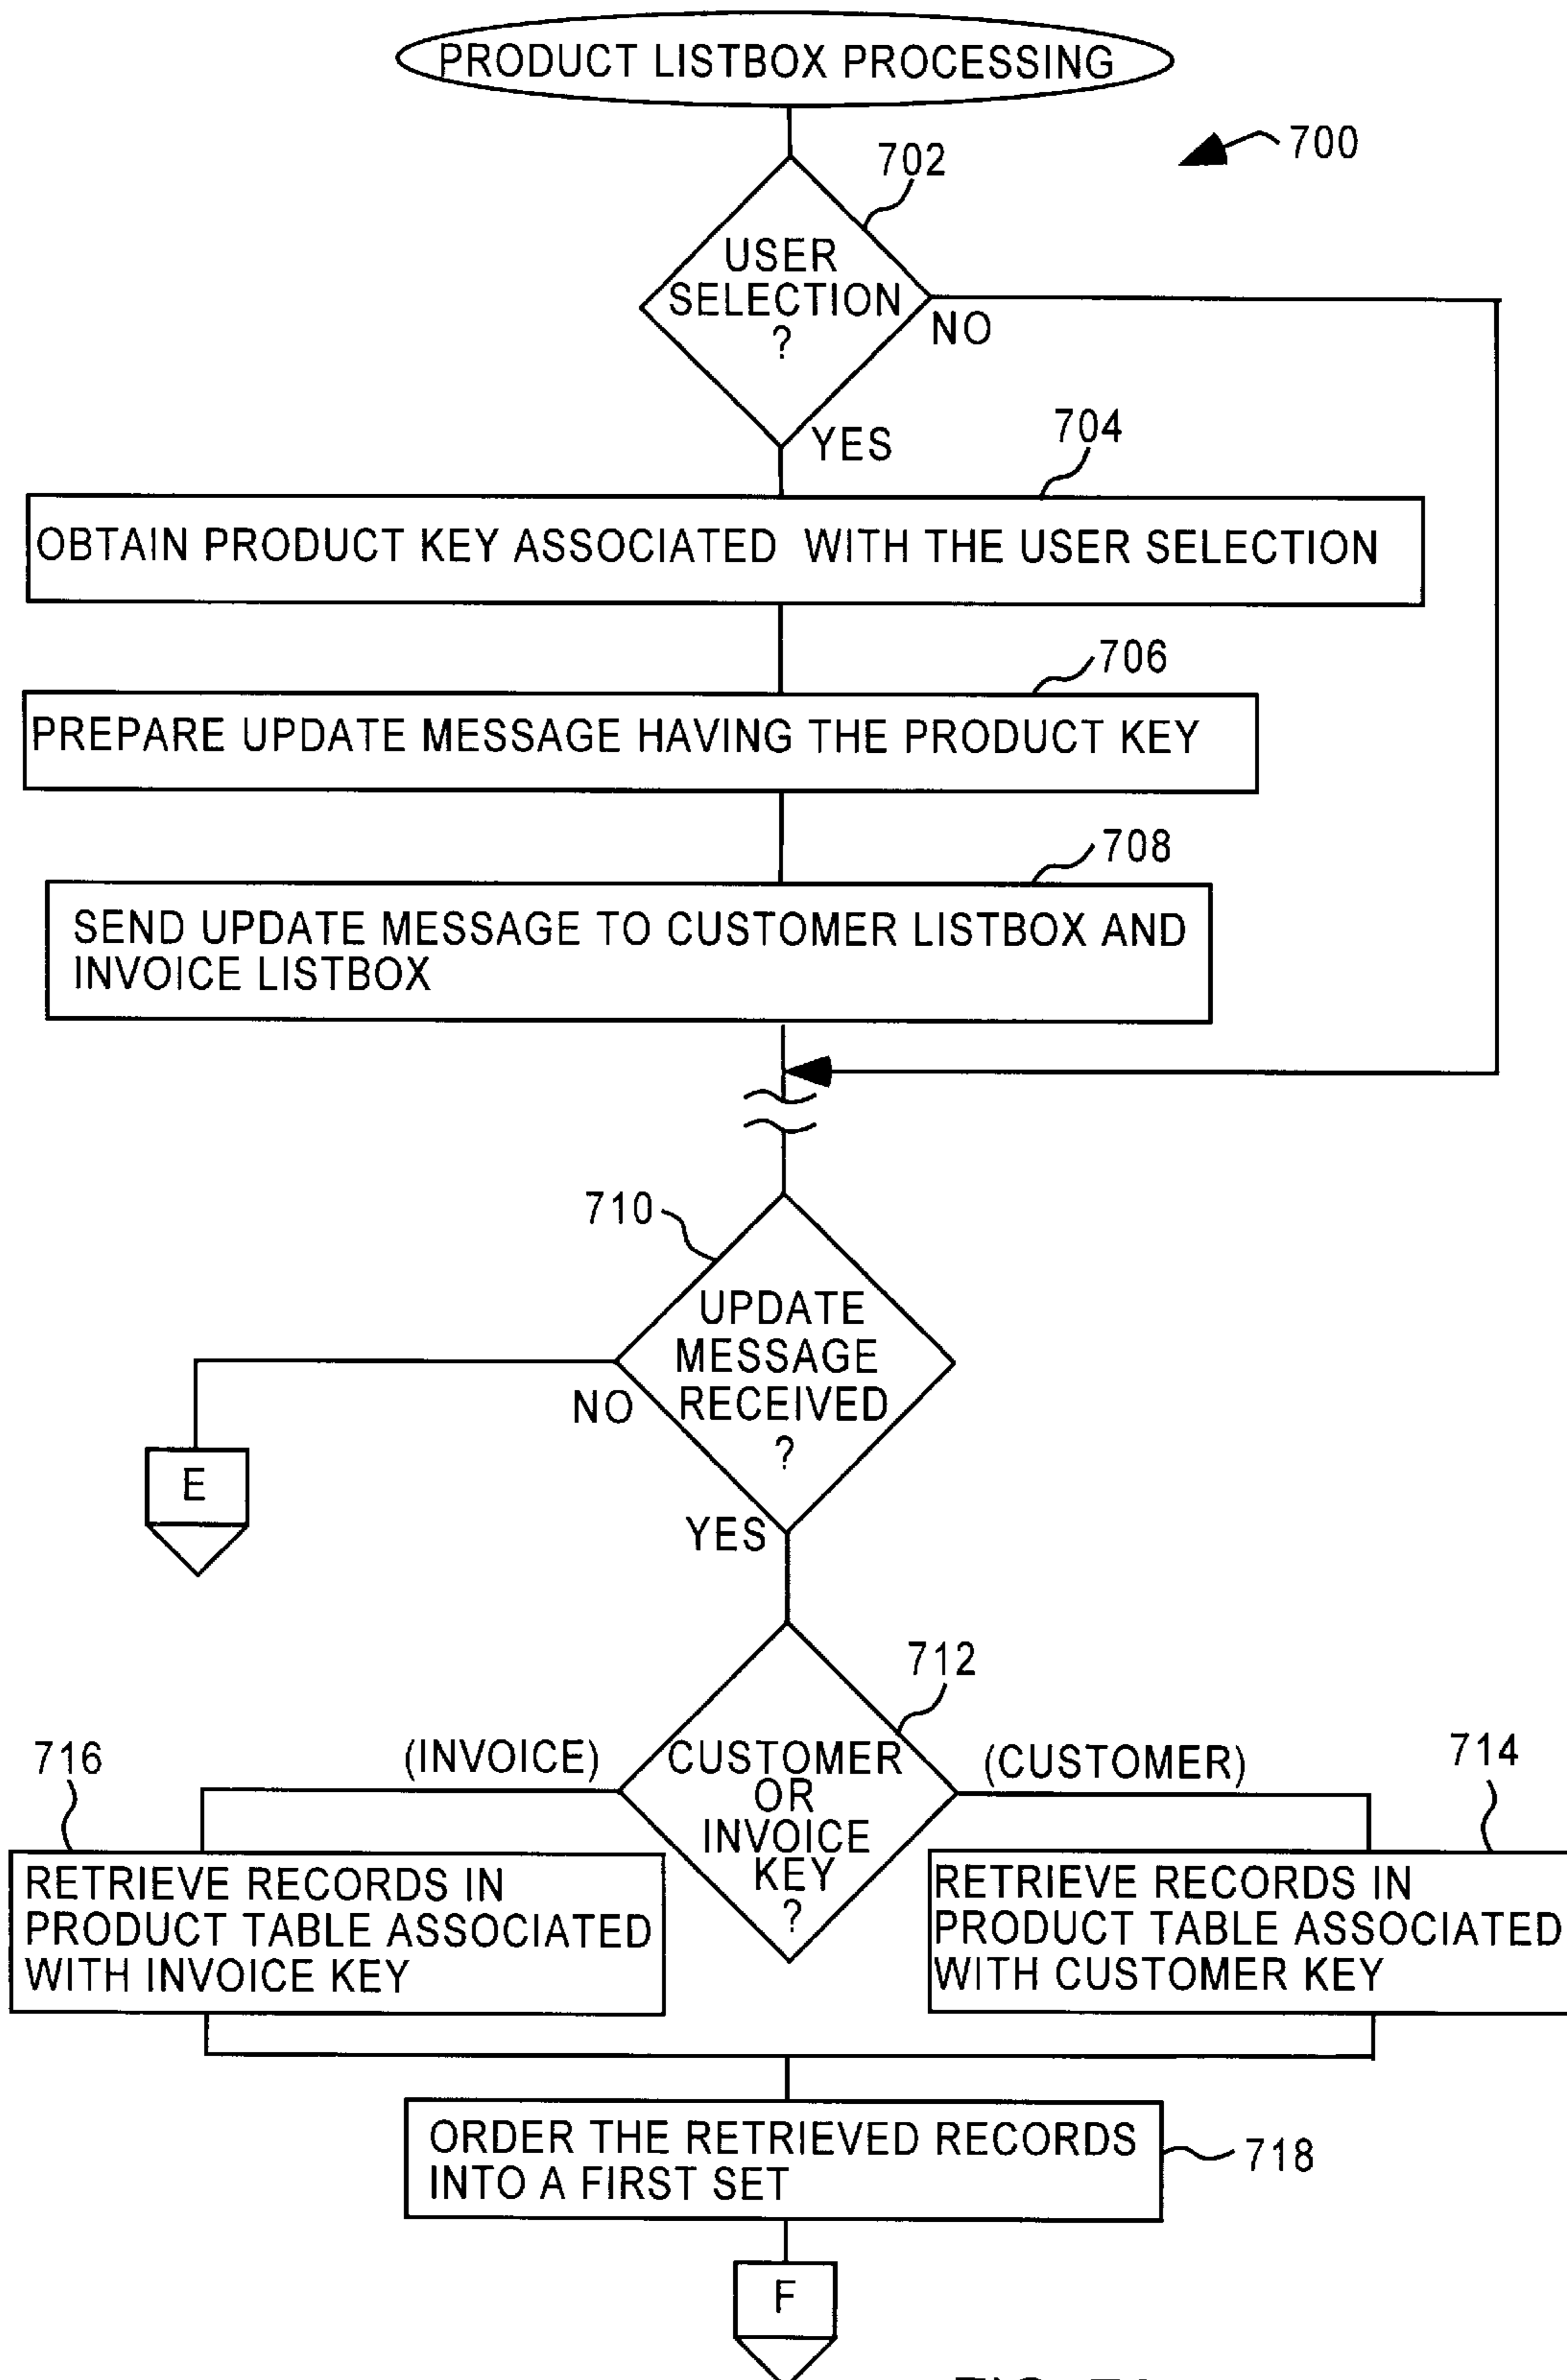 PRODUCT LISTBOX PROCESSING
700
702
USER
SELECTION
?
NO
YES
704
OBTAIN PRODUCT KEY ASSOCIATED WITH THE USER SELECTION
706
PREPARE UPDATE MESSAGE HAVING THE PRODUCT KEY
708
SEND UPDATE MESSAGE TO CUSTOMER LISTBOX AND
INVOICE LISTBOX
710
UPDATE
MESSAGE
RECEIVED
?
NO
E
YES
712
CUSTOMER
OR
INVOICE
KEY
?
(INVOICE)
(CUSTOMER)
716
714
RETRIEVE RECORDS IN
PRODUCT TABLE ASSOCIATED
WITH INVOICE KEY
RETRIEVE RECORDS IN
PRODUCT TABLE ASSOCIATED
WITH CUSTOMER KEY
ORDER THE RETRIEVED RECORDS
INTO A FIRST SET
718
F